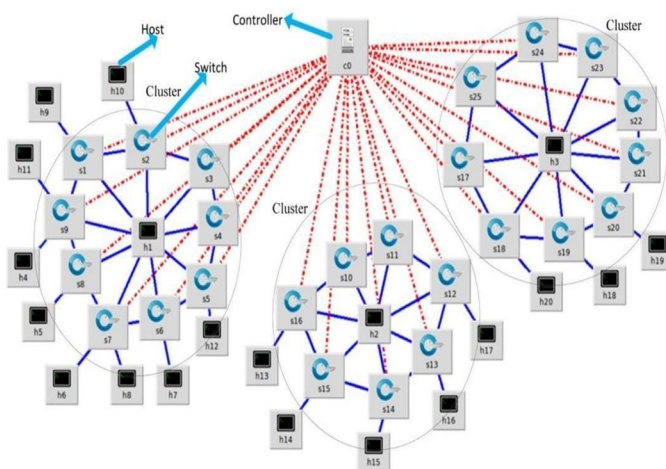 Controller
Host
c0
s24
s23
Cluster
Switch
h10
Cluster
h9
s25
s22
s1
s2
s3
h3
h11
s17
s21
s9
h1
s4
Cluster
s11
s18
s19
s20
h4
s8
s10
h19
s5
s12
h20
h18
h5
s7
s6
s16
h2
h12
s13
h17
h13
s15
h6
h8
h7
s14
h16
h14
h15